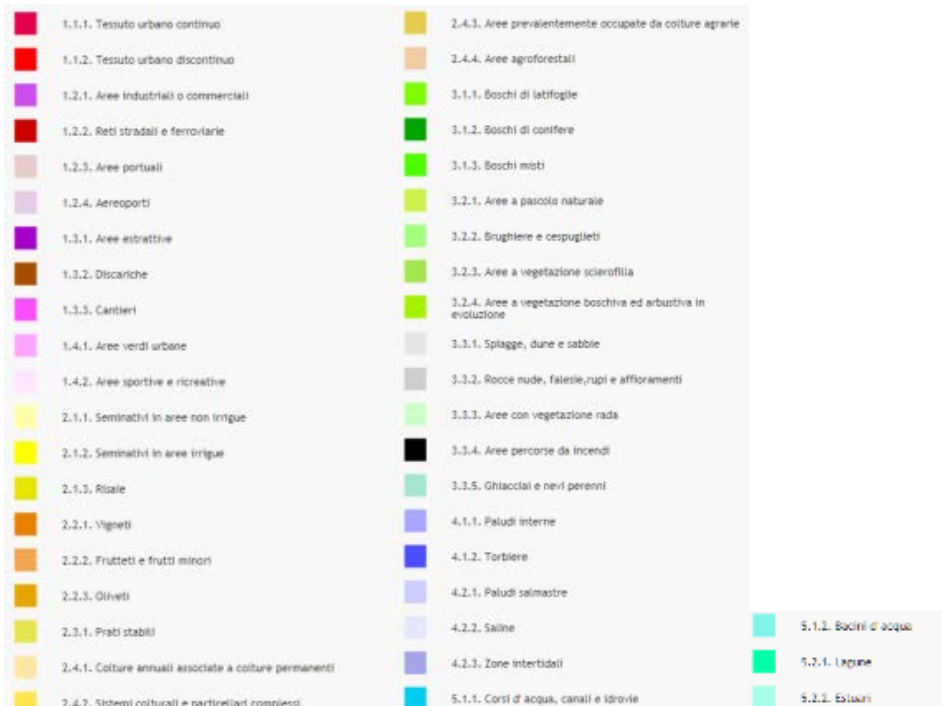 1.1.1. Tessuto urbano continuo
1.1.2. Tessuto urbano discontinuo
1.2.1. Aree industriali o commerciali
1.2.2. Reti stradali e ferroviarie
1.2.3. Aree portuali
1.2.4. Aereoporti
1.3.1. Aree estrattive
1.3.2. Discariche
1.3.3. Cantieri
1.4.1. Aree verdi urbane
1.4.2. Aree sportive e ricreative
2.1.1. Seminativi in aree non irrigue
2.1.2. Seminativi in aree irrigue
2.1.3. Risaie
2.2.1. Vigneti
2.2.2. Frutteti e frutti minori
2.2.3. Oliveti
2.3.1. Prati stabili
2.4.1. Colture annuali associate a colture permanenti
2.4.2. Sistemi colturali e particellari complessi
2.4.3. Aree prevalentemente occupate da colture agrarie
2.4.4. Aree agroforestali
3.1.1. Boschi di latifoglie
3.1.2. Boschi di conifere
3.1.3. Boschi misti
3.2.1. Aree a pascolo naturale
3.2.2. Brughiere e cespuglieti
3.2.3. Aree a vegetazione sclerofilla
3.2.4. Aree a vegetazione boschiva ed arbustiva in
evoluzione
3.3.1. Spiagge, dune e sabbie
3.3.2. Rocce nude, falesie,rupi e affioramenti
3.3.3. Aree con vegetazione rada
3.3.4. Aree percorse da incendi
3.3.5. Ghiacciai e nevi perenni
4.1.1. Paludi interne
4.1.2. Torbiere
4.2.1. Paludi salmastre
4.2.2. Saline
4.2.3. Zone intertidali
5.1.1. Corsi d'acqua, canali e idrovie
5.1.2. Bacini d'acqua
5.2.1. Lagune
5.2.2. Estuari